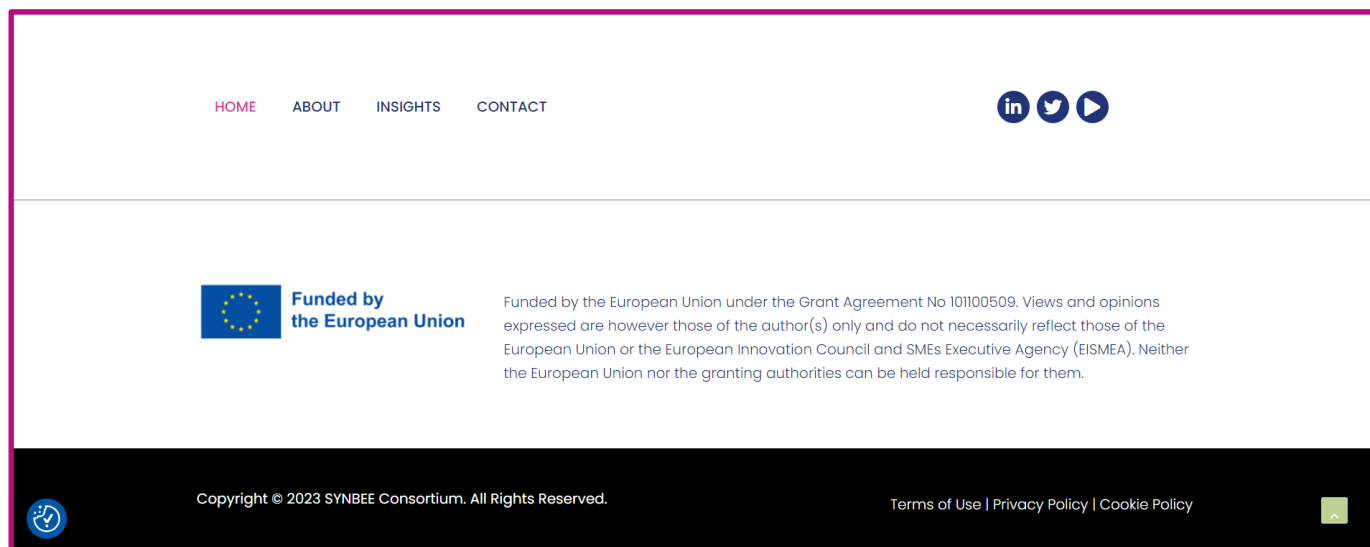 HOME ABOUT INSIGHTS CONTACT
in
Funded by
the European Union
Funded by the European Union under the Grant Agreement No 101100509. Views and opinions
expressed are however those of the author(s) only and do not necessarily reflect those of the
European Union or the European Innovation Council and SMEs Executive Agency (EISMEA). Neither
the European Union nor the granting authorities can be held responsible for them.
Copyright © 2023 SYNBEE Consortium. All Rights Reserved.
Terms of Use | Privacy Policy | Cookie Policy